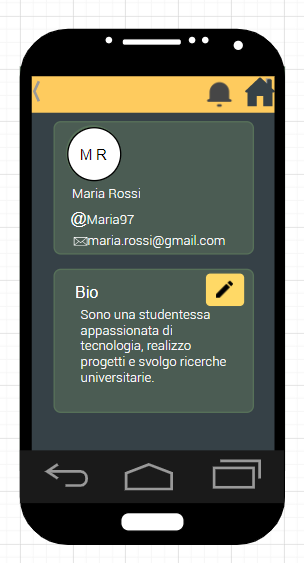 M R
Maria Rossi
@Maria97
maria.rossi@gmail.com
Bio
Sono una studentessa
appassionata di
tecnologia, realizzo
progetti e svolgo ricerche
universitarie.